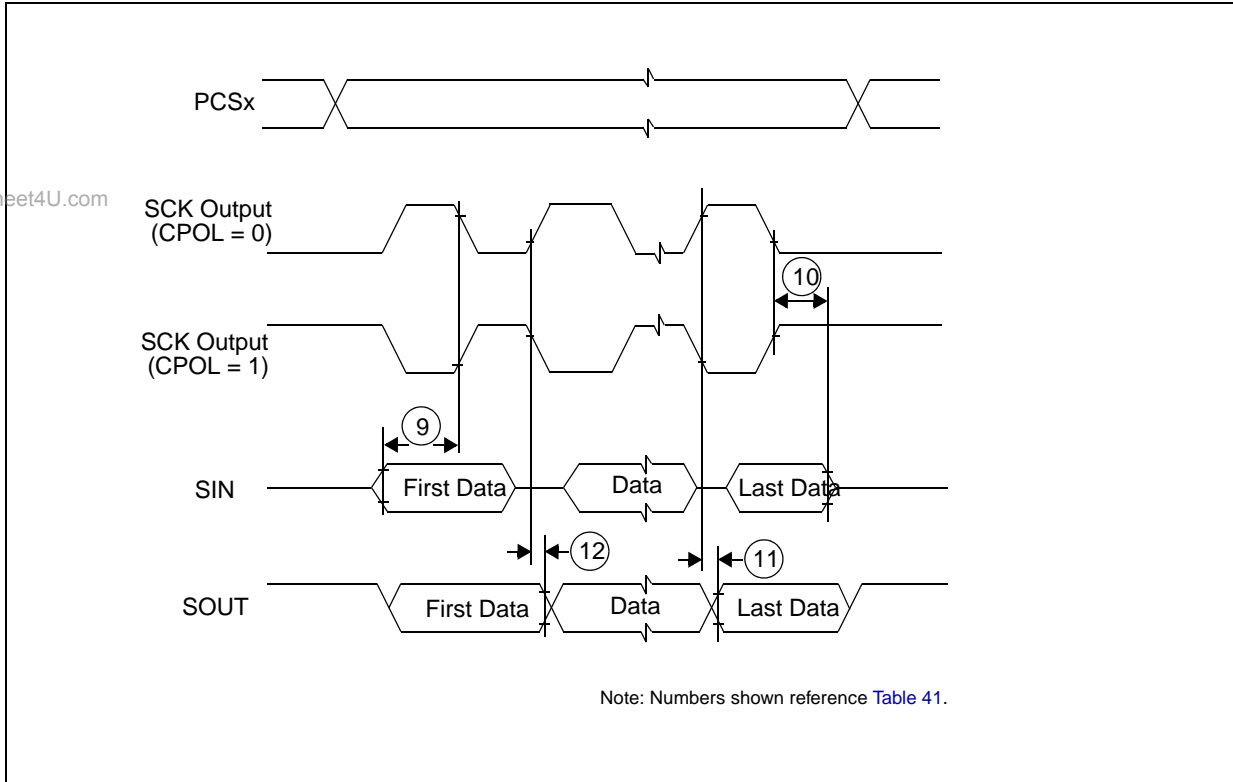 PCSx
neet4U.com
SCK Output
(CPOL = 0)
10
SCK Output
(CPOL = 1)
9
SIN
First Data
Data
Last Data
12
11
SOUT
First Data
Data
Last Data
Note: Numbers shown reference Table 41.